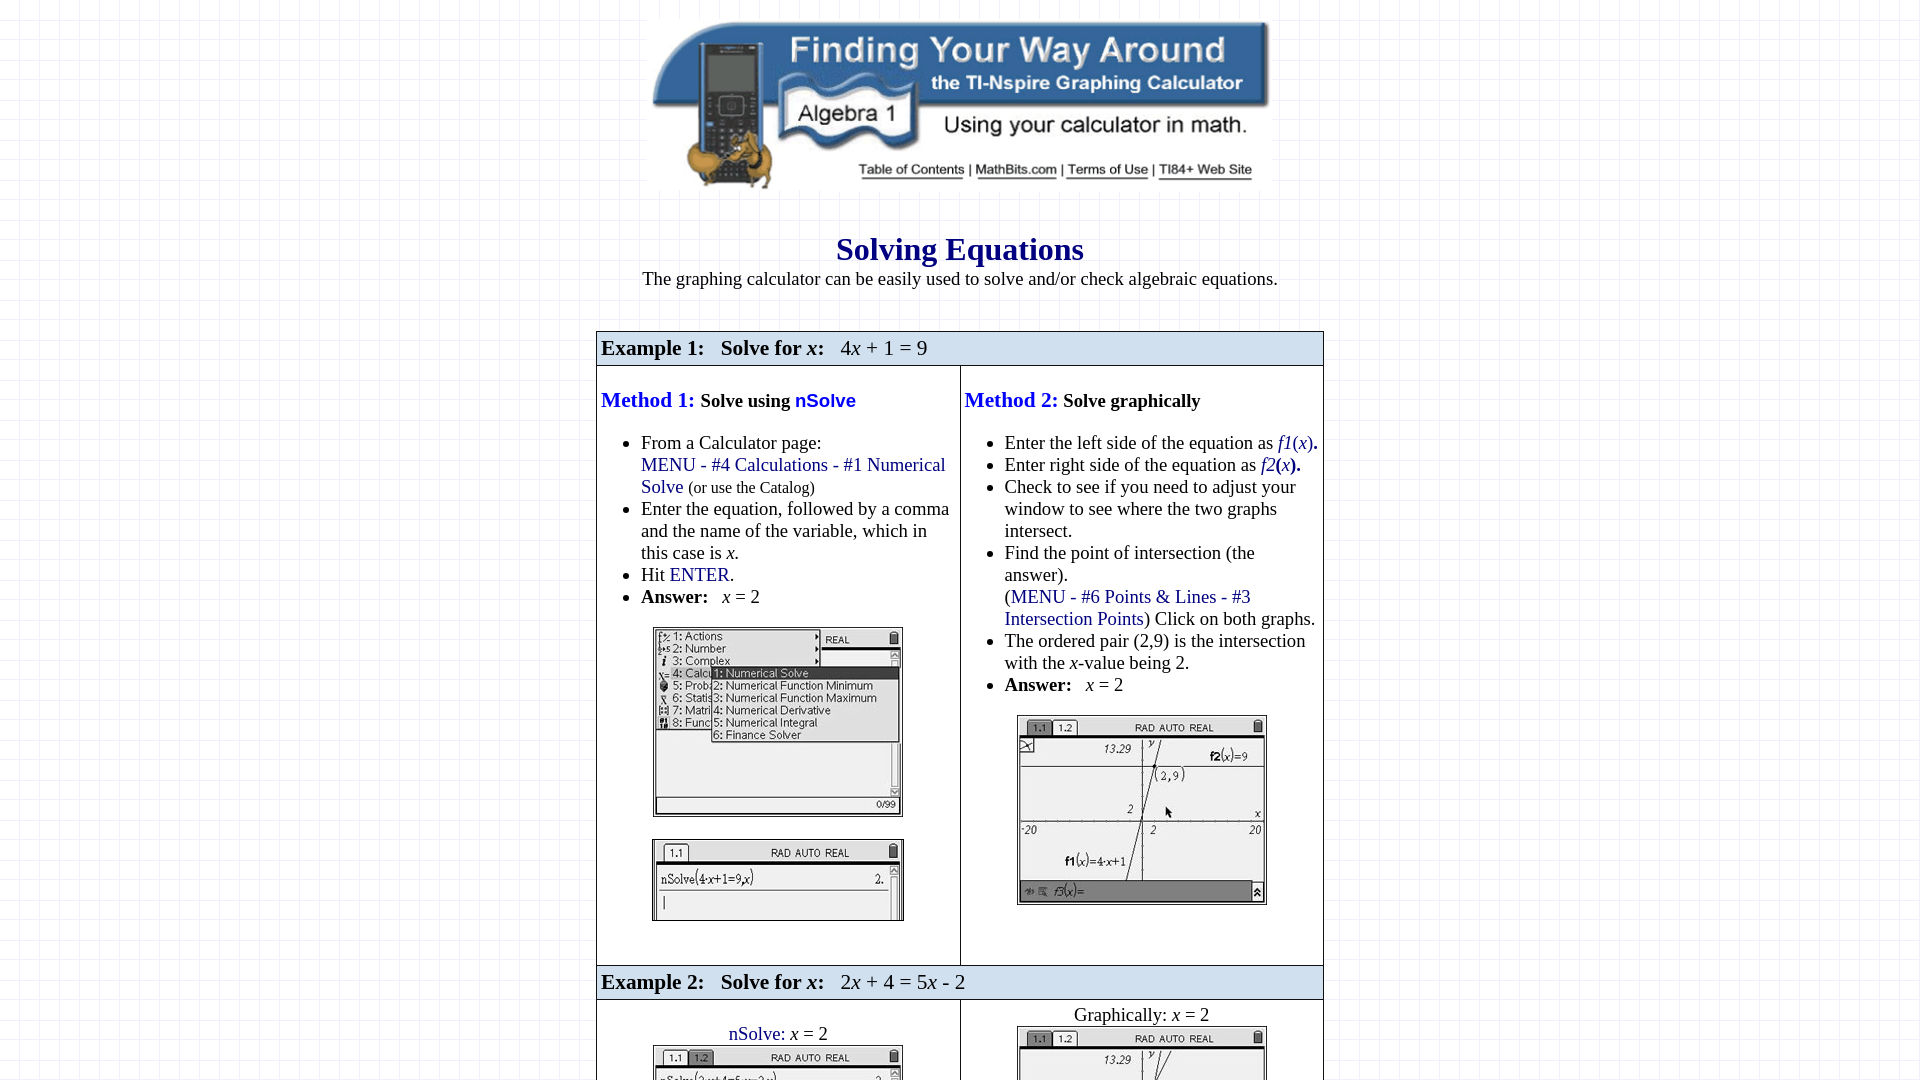 Finding Your Way Around
the TI-Nspire Graphing Calculator
Algebra 1
Using your calculator in math.
Table of Contents | MathBits.com | Terms of Use | TI84+ Web Site
Solving Equations
The graphing calculator can be easily used to solve and/or check algebraic equations.
Example 1: Solve for x: 4x + 1 = 9
Method 1: Solve using nSolve
• From a Calculator page:
MENU - #4 Calculations - #1 Numerical
Solve (or use the Catalog)
• Enter the equation, followed by a comma
and the name of the variable, which in
this case is x.
• Hit ENTER.
• Answer: x = 2
1: Actions
REAL
2: Number
3: Complex
4: Calcu
1: Numerical Solve
5: Prob
2: Numerical Function Minimum
6: Statis
3: Numerical Function Maximum
7: Matri
4: Numerical Derivative
8: Func
5: Numerical Integral
6: Finance Solver
0/99
1.1
RAD AUTO REAL
nSolve(4·x+1=9,x)
2.
Method 2: Solve graphically
• Enter the left side of the equation as f1(x).
• Enter right side of the equation as f2(x).
• Check to see if you need to adjust your
window to see where the two graphs
intersect.
• Find the point of intersection (the
answer).
(MENU - #6 Points & Lines - #3
Intersection Points) Click on both graphs.
• The ordered pair (2,9) is the intersection
with the x-value being 2.
• Answer: x = 2
1.1 1.2 RAD AUTO REAL
13.29 y
f2(x)=9
(2,9)
2
x
-20 2 20
f1(x)=4·x+1
f3(x)=
Example 2: Solve for x: 2x + 4 = 5x - 2
nSolve: x = 2
1.1 1.2 RAD AUTO REAL
Graphically: x = 2
1.1 1.2 RAD AUTO REAL
13.29 y